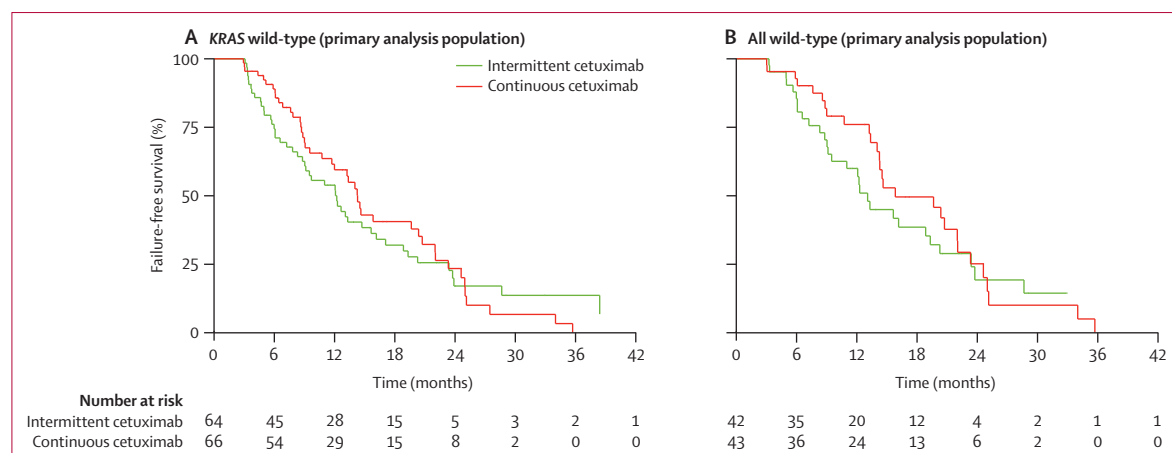 A KRAS wild-type (primary analysis population)
B All wild-type (primary analysis population)
Intermittent cetuximab
Continuous cetuximab
Failure-free survival (%)
100
75
50
25
0
0 6 12 18 24 30 36 42
0 6 12 18 24 30 36 42
Time (months)
Time (months)
Number at risk
Intermittent cetuximab 64 45 28 15 5 3 2 1 42 35 20 12 4 2 1 1
Continuous cetuximab 66 54 29 15 8 2 0 0 43 36 24 13 6 2 0 0